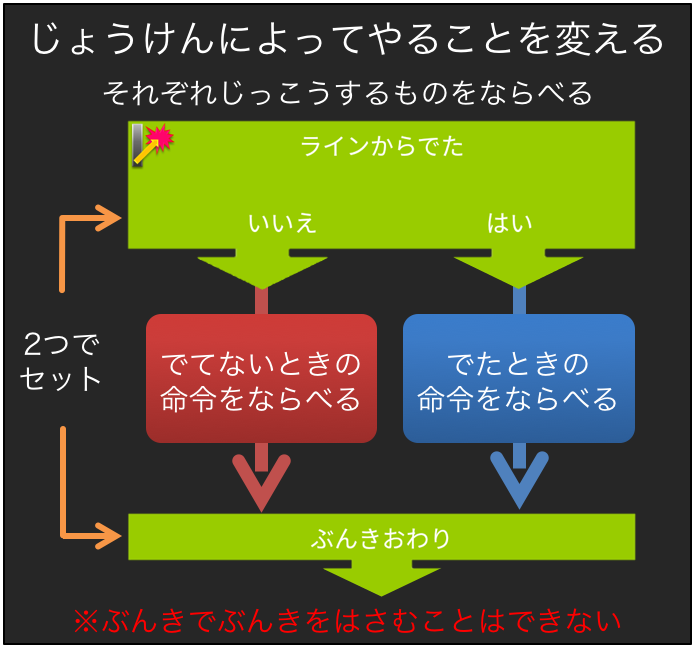 じょうけんによってやることを変える
それぞれじっこうするものをならべる
ラインからでた
いいえ
はい
2つで
セット
でてないときの
命令をならべる
でたときの
命令をならべる
ぶんきおわり
※ぶんきでぶんきをはさむことはできない